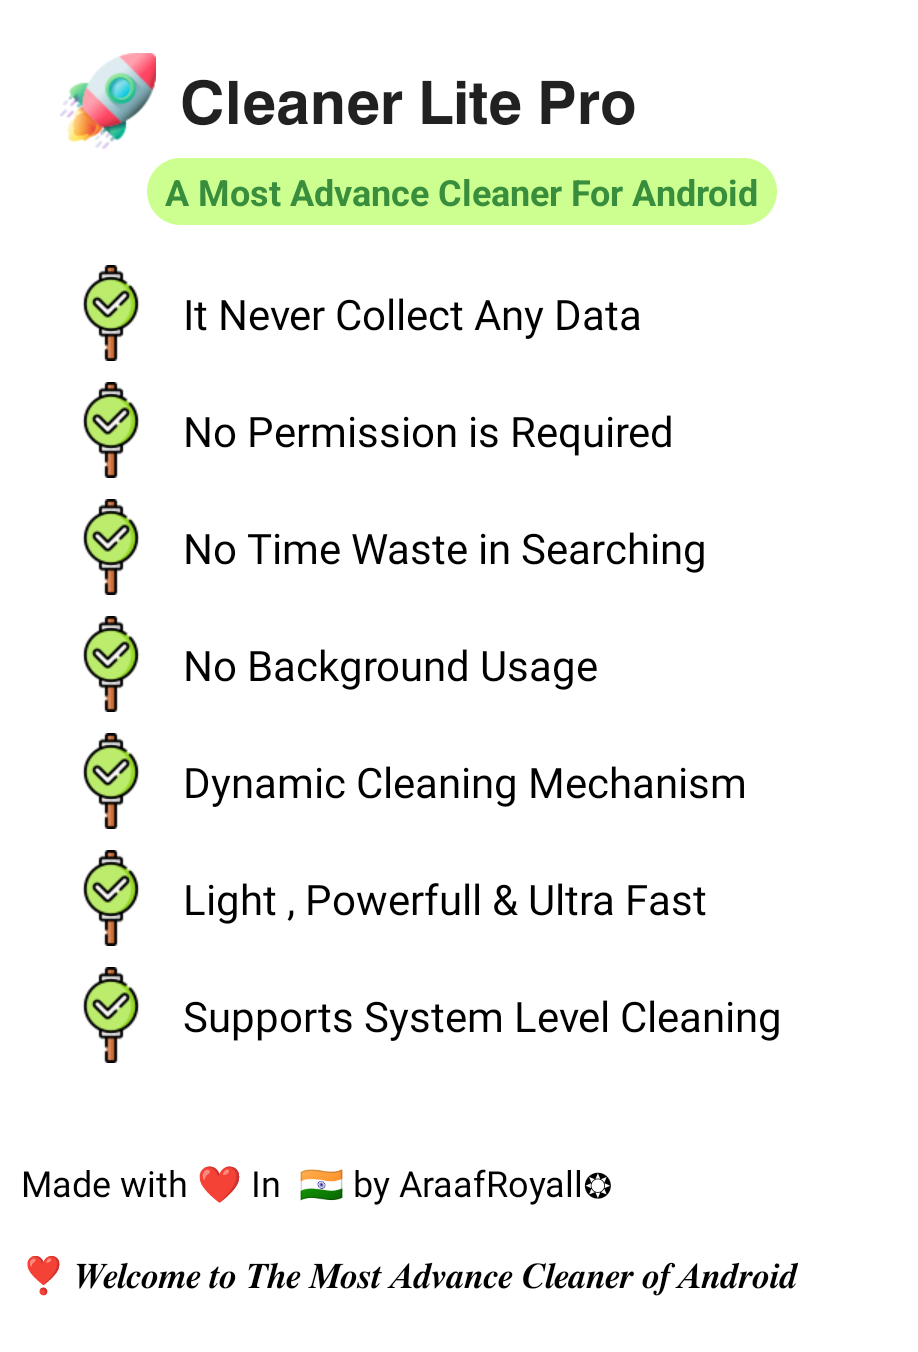 Cleaner Lite Pro
A Most Advance Cleaner For Android
It Never Collect Any Data
No Permission is Required
No Time Waste in Searching
No Background Usage
Dynamic Cleaning Mechanism
Light , Powerfull & Ultra Fast
Supports System Level Cleaning
Made with ❤️ In 🇮🇳 by AraafRoyall❂
❣️ Welcome to The Most Advance Cleaner of Android